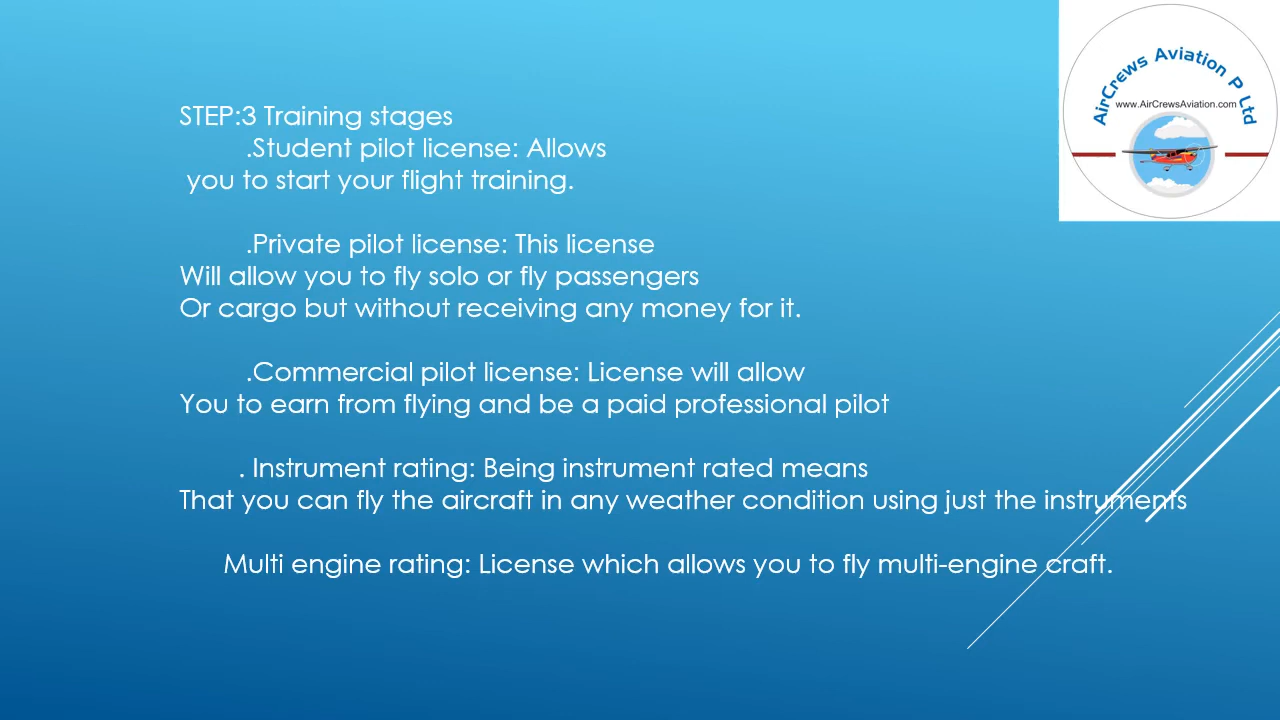 AirCrews Aviation P Ltd
www.AirCrewsAviation.com
STEP:3 Training stages
.Student pilot license: Allows
you to start your flight training.
.Private pilot license: This license
Will allow you to fly solo or fly passengers
Or cargo but without receiving any money for it.
.Commercial pilot license: License will allow
You to earn from flying and be a paid professional pilot
. Instrument rating: Being instrument rated means
That you can fly the aircraft in any weather condition using just the instruments
Multi engine rating: License which allows you to fly multi-engine craft.